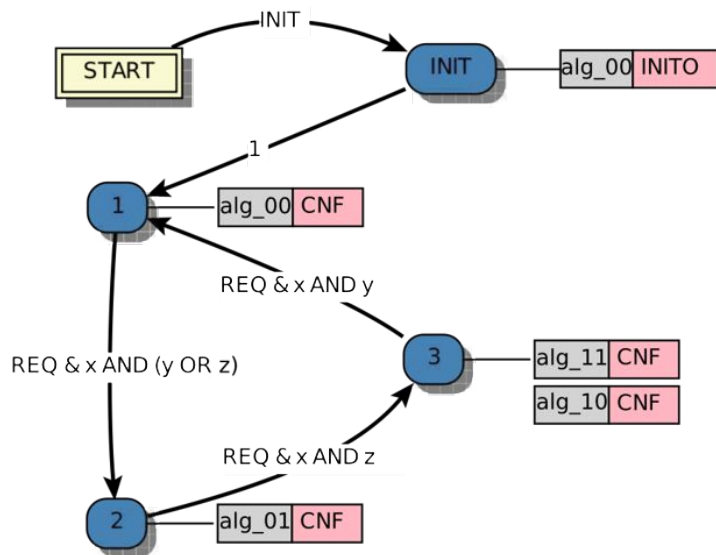 INIT
START
INIT
alg_00 INITO
1
1
alg_00 CNF
REQ & x AND y
3
alg_11 CNF
REQ & x AND (y OR z)
alg_10 CNF
REQ & x AND z
2
alg_01 CNF